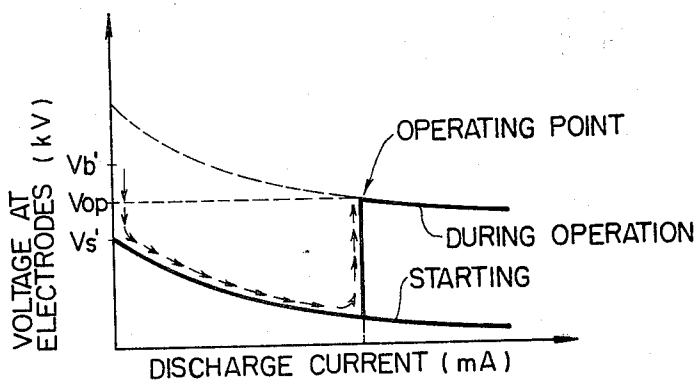 VOLTAGE AT
ELECTRODES (kV)
Vb'
Vop
Vs'
OPERATING POINT
DURING OPERATION
STARTING
DISCHARGE CURRENT (mA)